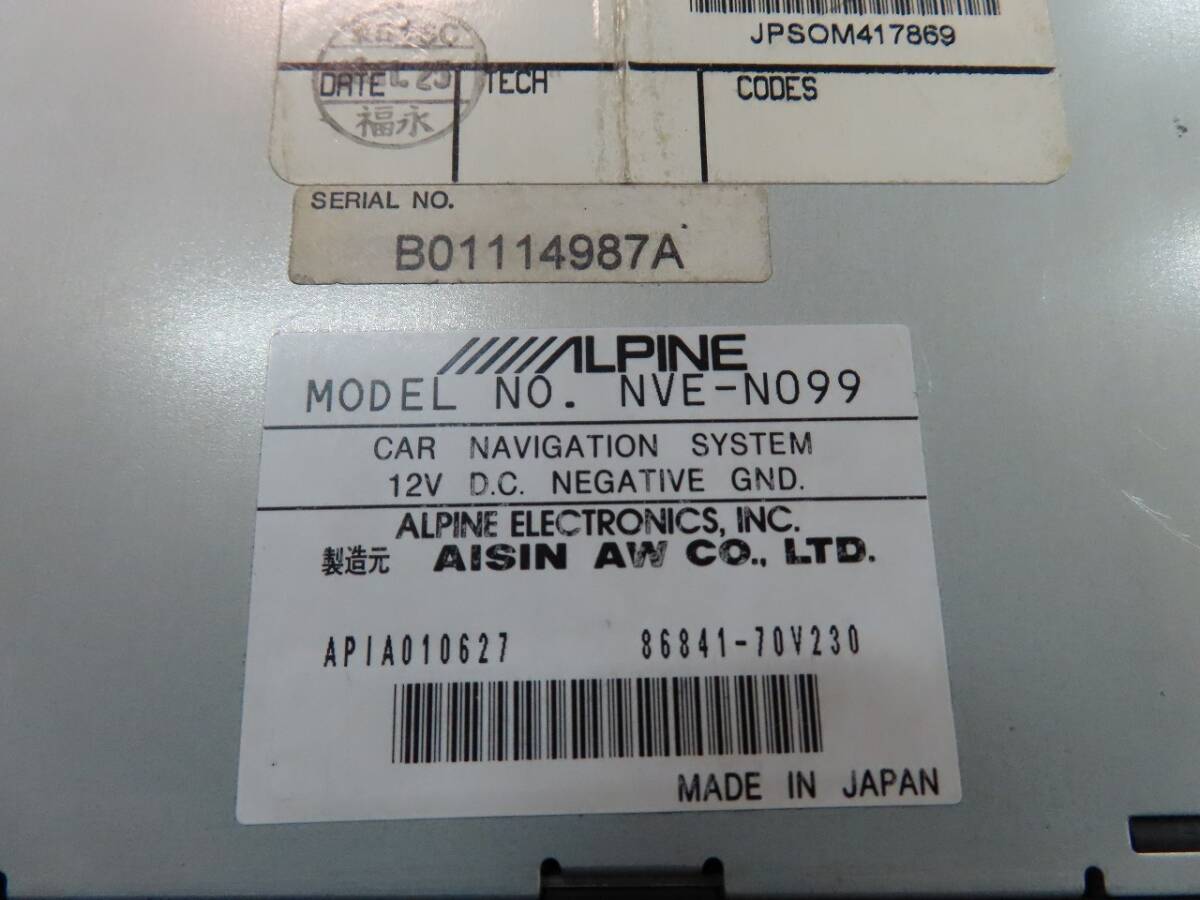 JPSOM417869
DATE
TECH
CODES
福永
SERIAL NO.
B01114987A
ALPINE
MODEL NO. NVE-N099
CAR NAVIGATION SYSTEM
12V D.C. NEGATIVE GND.
ALPINE ELECTRONICS, INC.
製造元 AISIN AW CO., LTD.
APIA010627 86841-70V230
MADE IN JAPAN